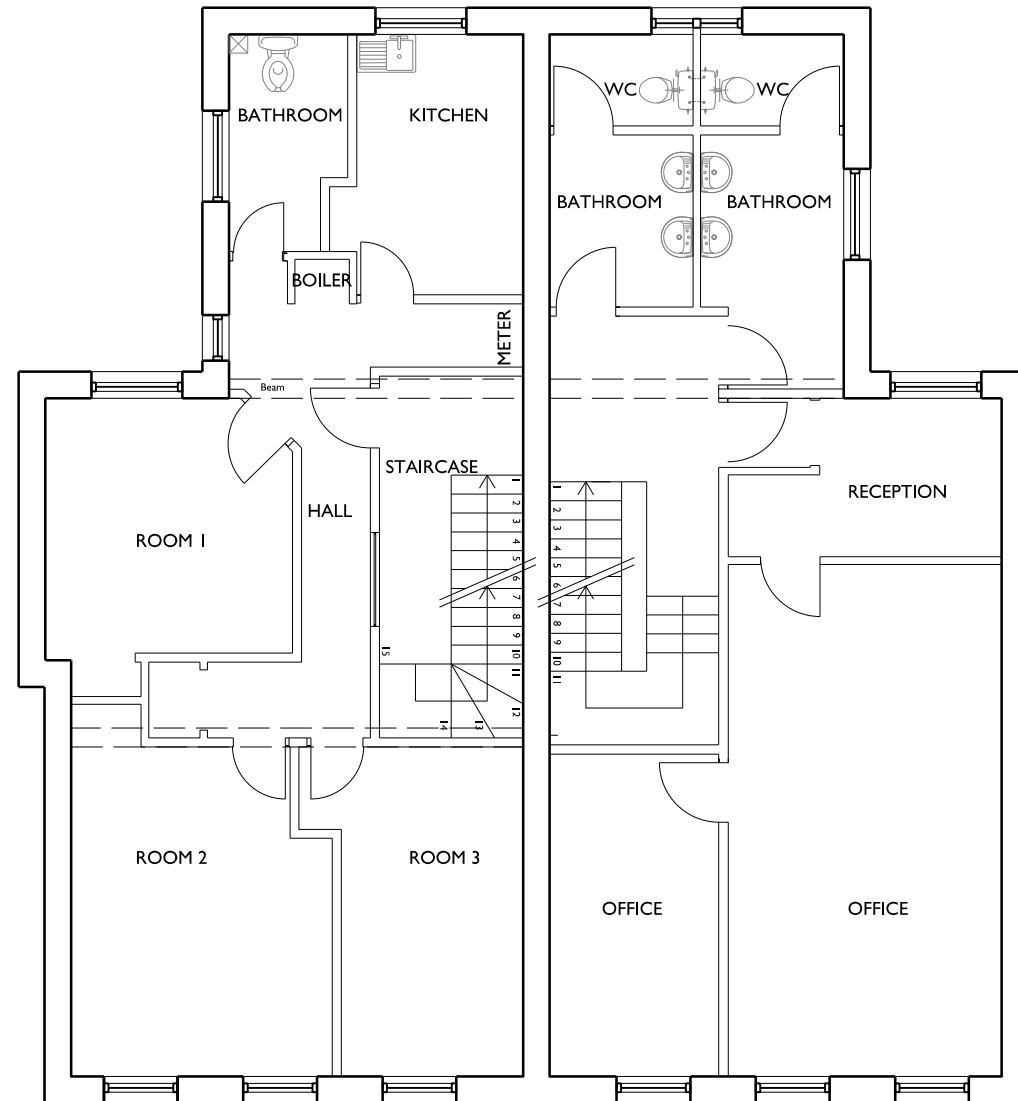 WC
WC
BATHROOM
KITCHEN
BATHROOM
BATHROOM
BOILER
METER
Beam
STAIRCASE
HALL
RECEPTION
ROOM 1
1
2
3
4
5
6
7
8
9
10
11
12
13
14
15
1
2
3
4
5
6
7
8
9
10
11
ROOM 2
ROOM 3
OFFICE
OFFICE